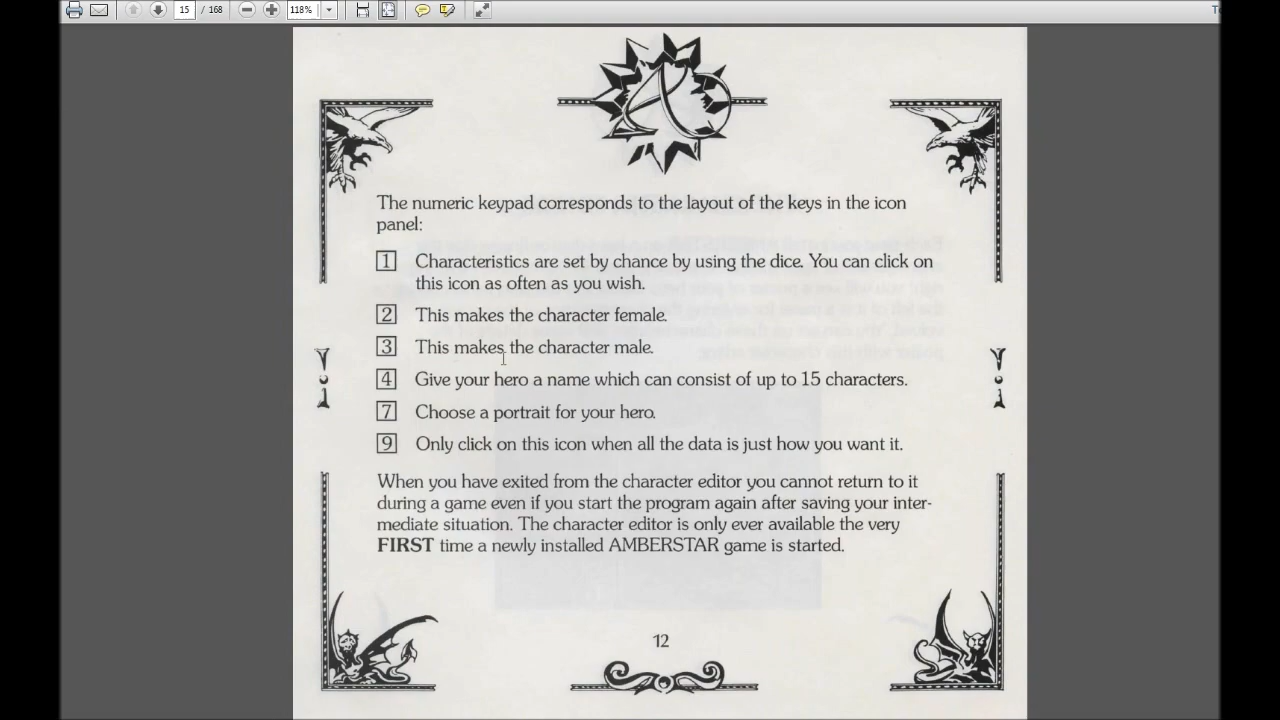 15 / 168 118%
The numeric keypad corresponds to the layout of the keys in the icon
panel:
1 Characteristics are set by chance by using the dice. You can click on
this icon as often as you wish.
2 This makes the character female.
3 This makes the character male.
4 Give your hero a name which can consist of up to 15 characters.
7 Choose a portrait for your hero.
9 Only click on this icon when all the data is just how you want it.
When you have exited from the character editor you cannot return to it
during a game even if you start the program again after saving your inter-
mediate situation. The character editor is only ever available the very
FIRST time a newly installed AMBERSTAR game is started.
12